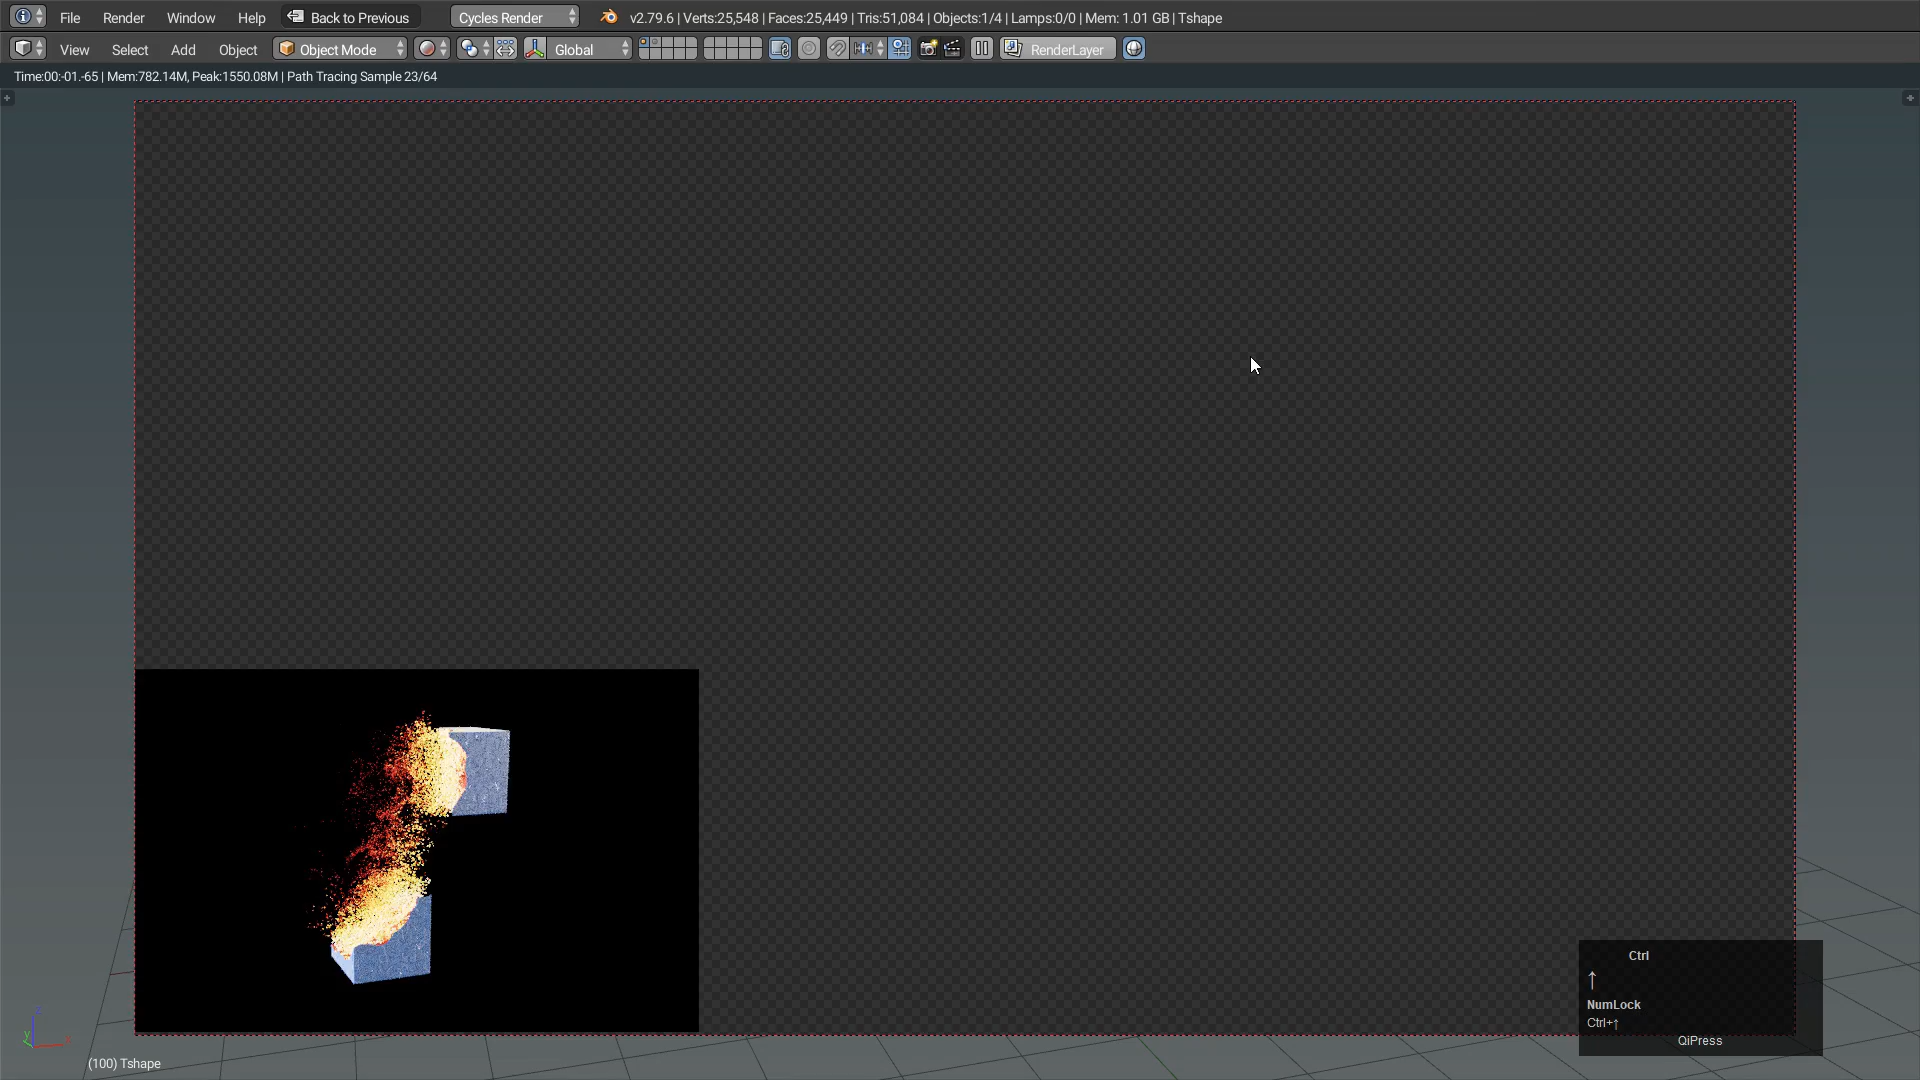 File Render Window Help Back to Previous Cycles Render v2.79.6 | Verts:25,548 | Faces:25,449 | Tris:51,084 | Objects:1/4 | Lamps:0/0 | Mem: 1.01 GB | Tshape
View Select Add Object Object Mode Global RenderLayer
Time:00:-01.-65 | Mem:782.14M, Peak:1550.08M | Path Tracing Sample 23/64
Ctrl
↑
NumLock
Ctrl+↑
QiPress
z
y
x
(100) Tshape